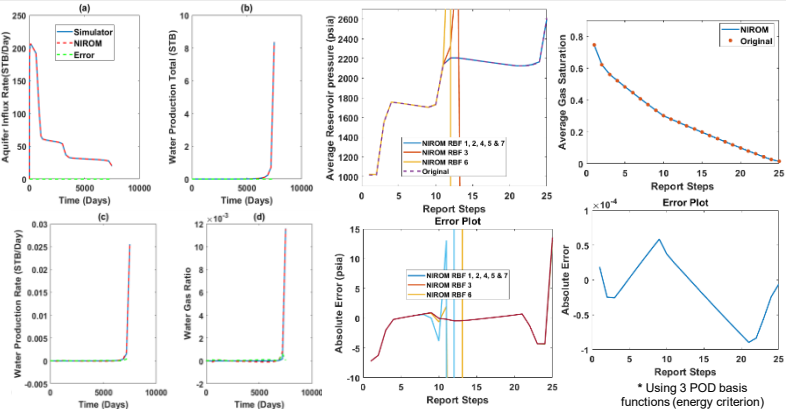 (a)
250
200
150
100
50
0
0
5000
10000
Aquifer Influx Rate(STB/Day)
Time (Days)
Simulator
NIROM
Error
(b)
10
8
6
4
2
0
0
5000
10000
Water Production Total (STB)
Time (Days)
2600
2400
2200
2000
1800
1600
1400
1200
1000
0
5
10
15
20
25
Average Reservoir pressure (psia)
Report Steps
NIROM RBF 1, 2, 4, 5 & 7
NIROM RBF 3
NIROM RBF 6
Original
0.8
0.6
0.4
0.2
0
0
5
10
15
20
25
Average Gas Saturation
Report Steps
NIROM
Original
(c)
0.03
0.025
0.02
0.015
0.01
0.005
0
-0.005
0
5000
10000
Water Production Rate (STB/Day)
Time (Days)
(d)
×10-3
12
10
8
6
4
2
0
-2
0
5000
10000
Water Gas Ratio
Time (Days)
Error Plot
15
10
5
0
-5
-10
0
5
10
15
20
25
Absolute Error (psia)
Report Steps
NIROM RBF 1, 2, 4, 5 & 7
NIROM RBF 3
NIROM RBF 6
Error Plot
×10-4
1
0.5
0
-0.5
-1
0
5
10
15
20
25
Absolute Error
Report Steps
* Using 3 POD basis
functions (energy criterion)